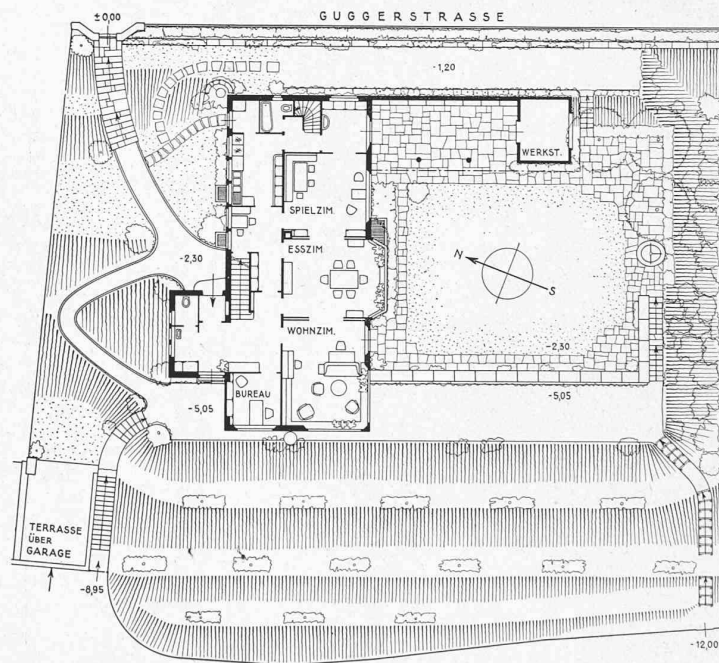 GUGGERSTRASSE
± 0,00
-1,20
WERKST.
SPIELZIM.
ESSZIM.
N
S
-2,30
WOHNZIM.
-2,30
BUREAU
-5,05
-5,05
TERRASSE
ÜBER
GARAGE
-8,95
-12,00